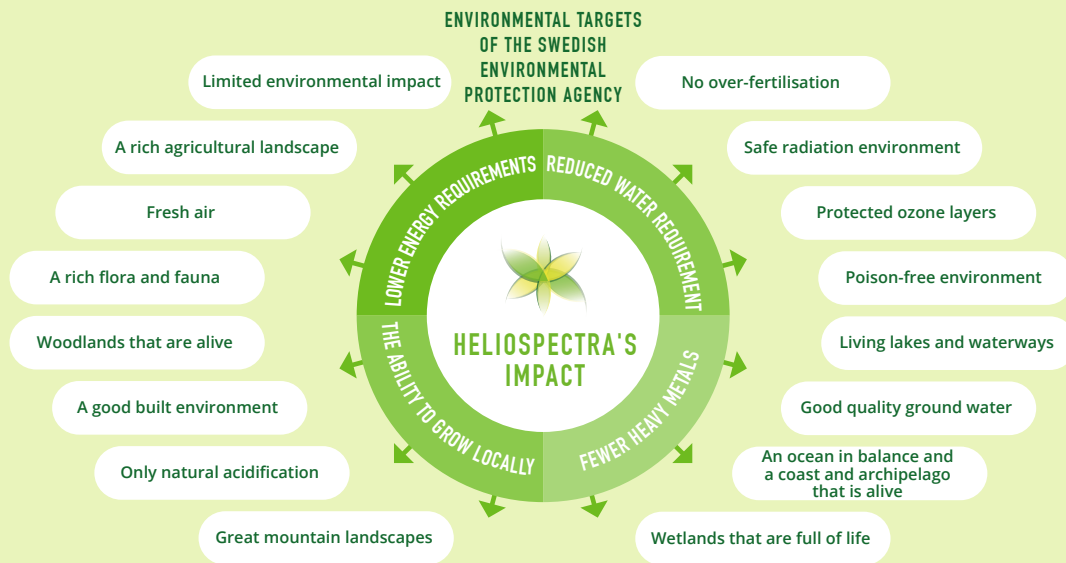 ENVIRONMENTAL TARGETS
OF THE SWEDISH
ENVIRONMENTAL
PROTECTION AGENCY
Limited environmental impact
A rich agricultural landscape
Fresh air
A rich flora and fauna
Woodlands that are alive
A good built environment
Only natural acidification
Great mountain landscapes
No over-fertilisation
Safe radiation environment
Protected ozone layers
Poison-free environment
Living lakes and waterways
Good quality ground water
An ocean in balance and
a coast and archipelago
that is alive
Wetlands that are full of life
LOWER ENERGY REQUIREMENTS
REDUCED WATER REQUIREMENT
THE ABILITY TO GROW LOCALLY
FEWER HEAVY METALS
HELIOSPECTRA'S
IMPACT